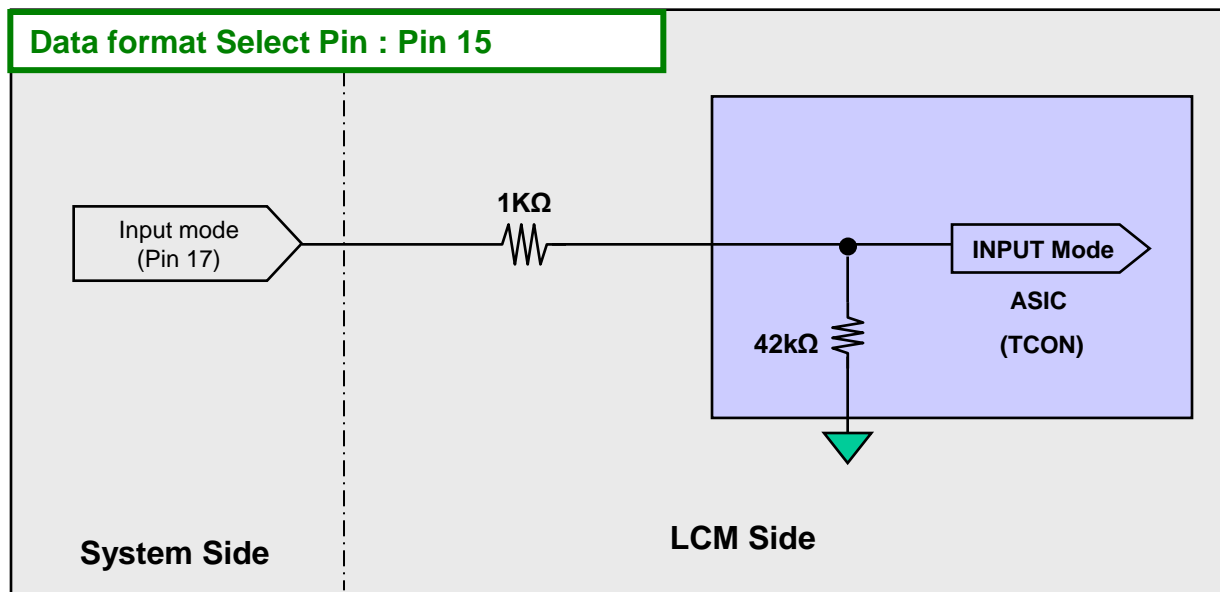 Data format Select Pin : Pin 15
1KΩ
Input mode
(Pin 17)
INPUT Mode
ASIC
(TCON)
42kΩ
System Side
LCM Side